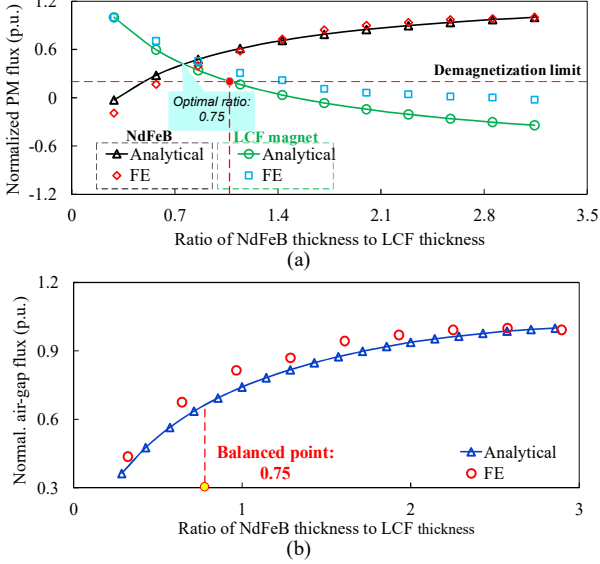 Normalized PM flux (p.u.)
1.2
0.6
0
-0.6
-1.2
Demagnetization limit
Optimal ratio:
0.75
NdFeB
LCF magnet
Analytical
FE
Analytical
FE
0
0.7
1.4
2.1
2.8
3.5
Ratio of NdFeB thickness to LCF thickness
(a)
Normal. air-gap flux (p.u.)
1.2
0.9
0.6
0.3
Balanced point:
0.75
Analytical
FE
0
1
2
3
Ratio of NdFeB thickness to LCF thickness
(b)